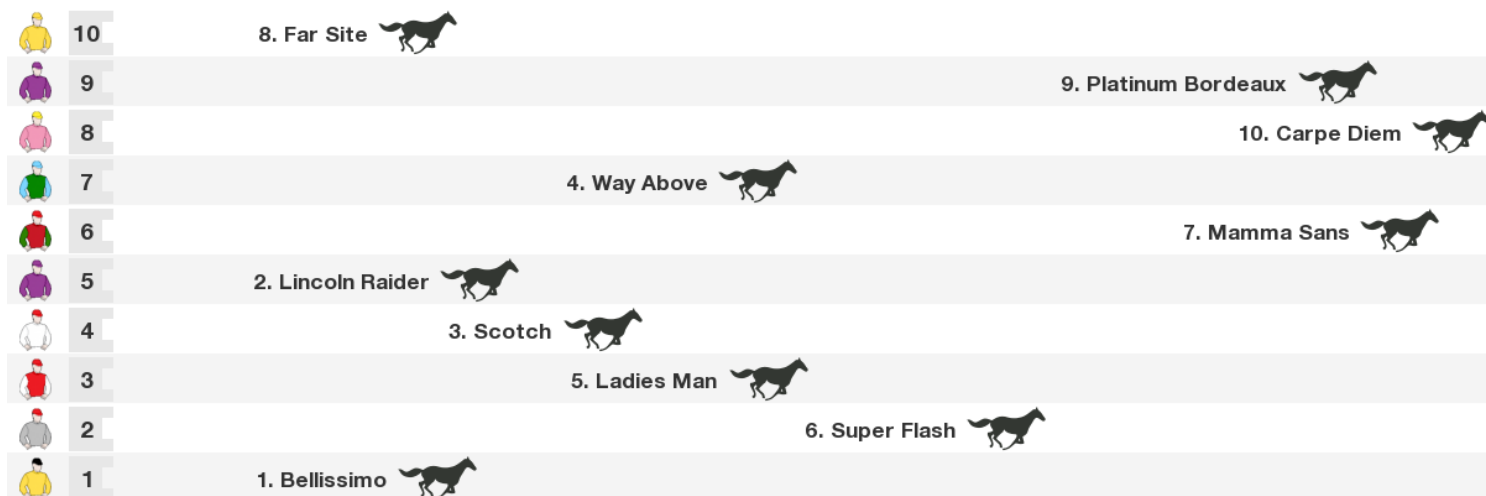 10 8. Far Site
9 9. Platinum Bordeaux
8 10. Carpe Diem
7 4. Way Above
6 7. Mamma Sans
5 2. Lincoln Raider
4 3. Scotch
3 5. Ladies Man
2 6. Super Flash
1 1. Bellissimo